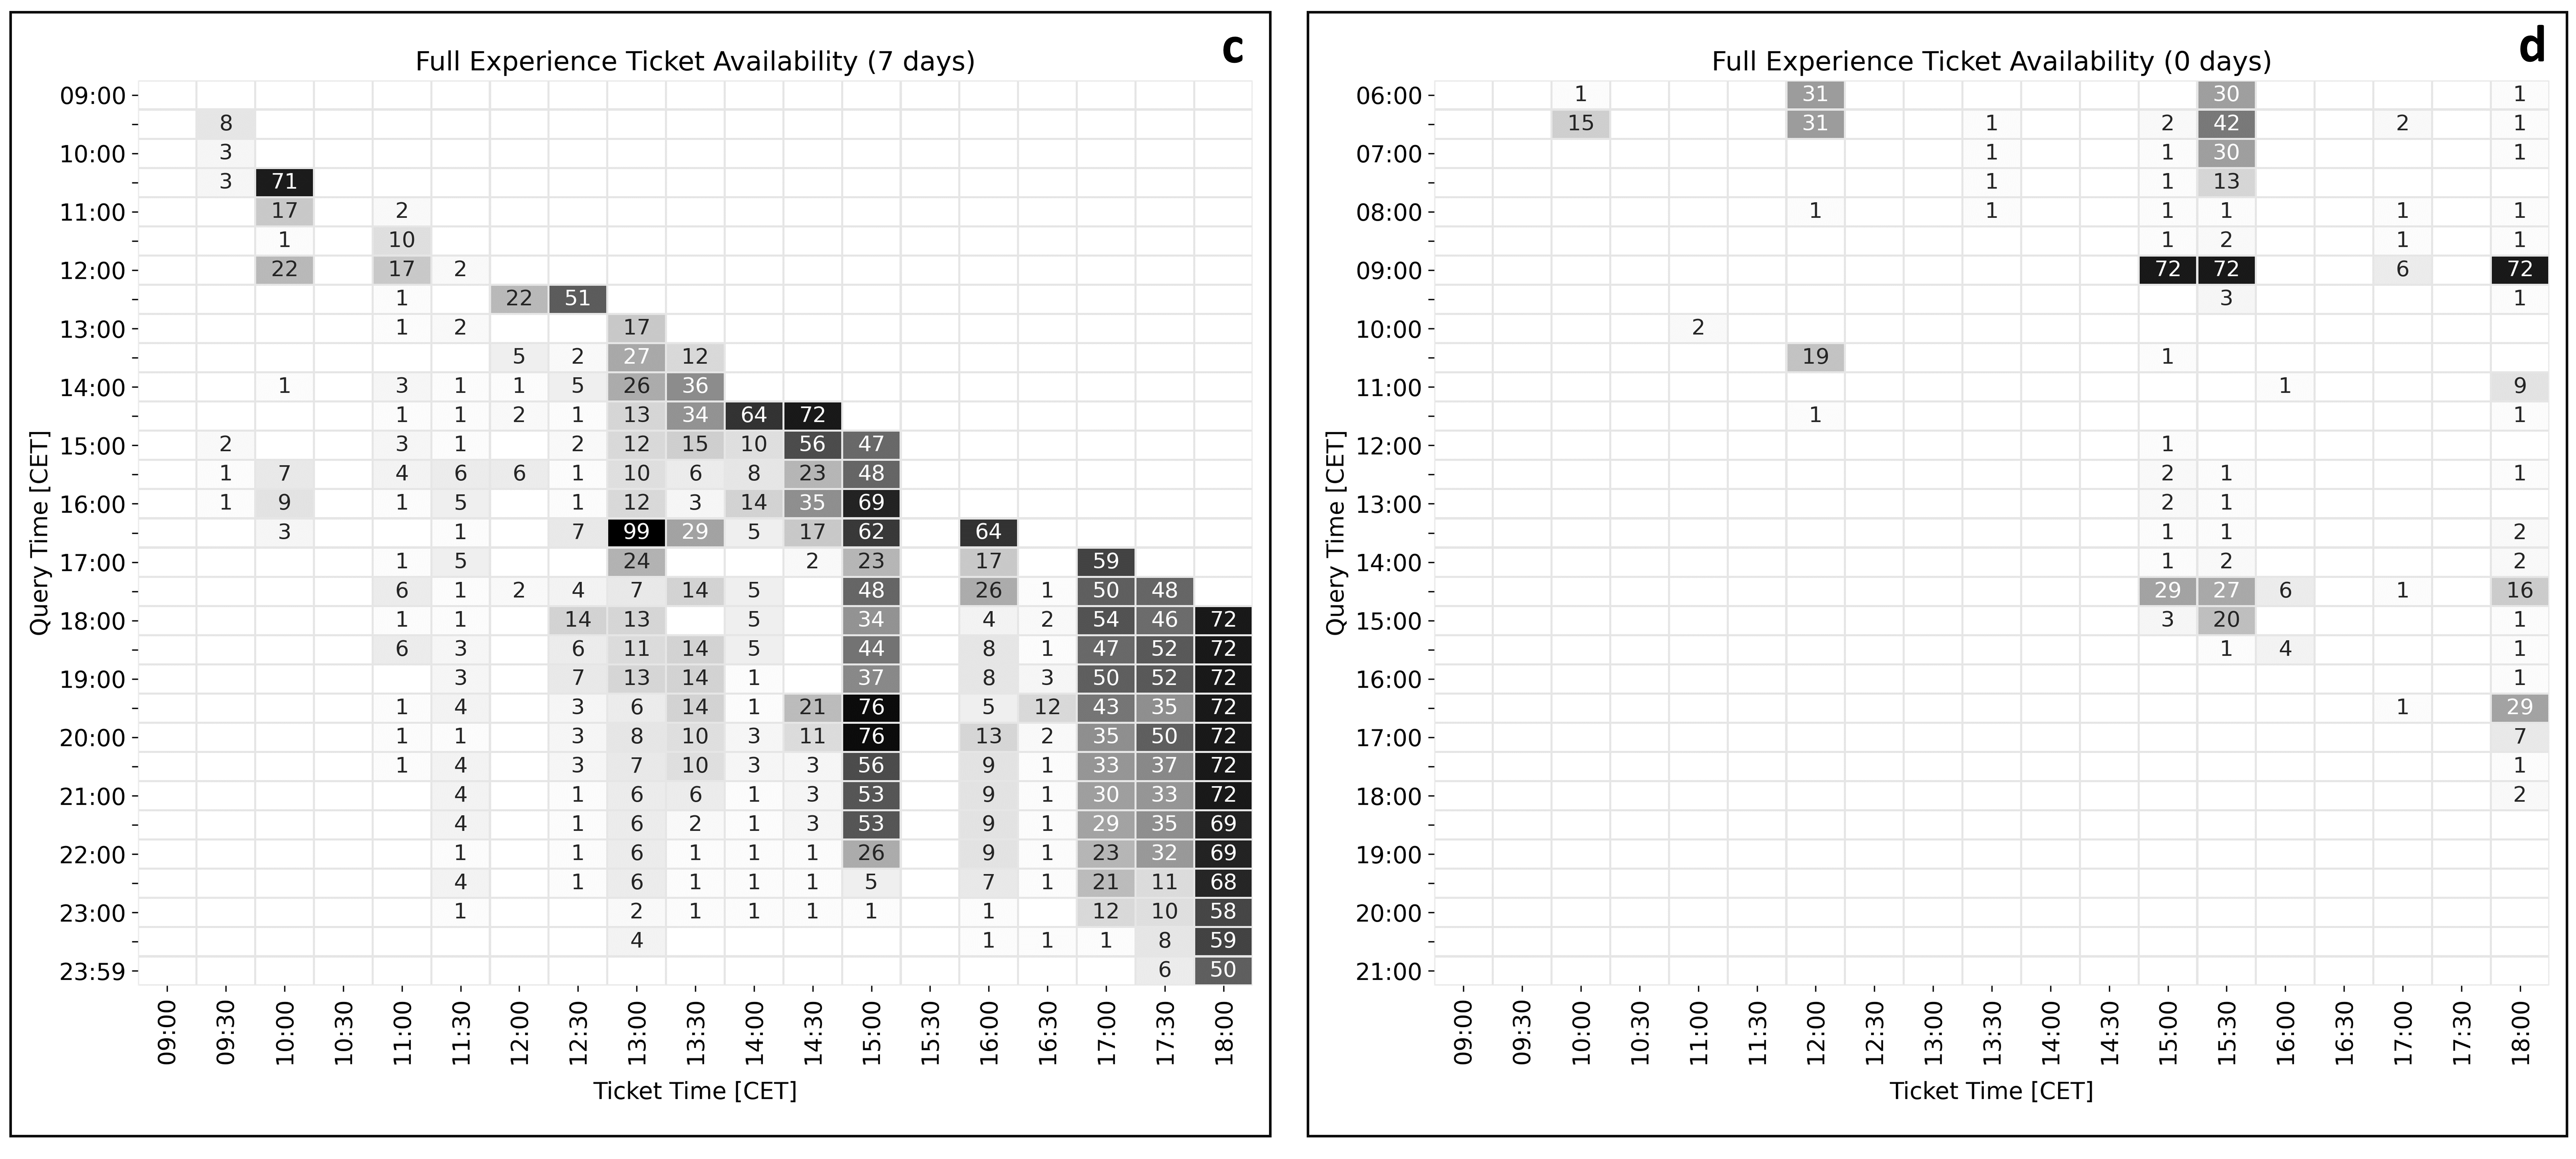 c
Full Experience Ticket Availability (7 days)
Query Time [CET]
09:00
8
10:00 3
3 71
11:00 17 2
1 10
12:00 22 17 2
1 22 51
13:00 1 2 17
5 2 27 12
14:00 1 3 1 1 5 26 36
1 1 2 1 13 34 64 72
15:00 2 3 1 2 12 15 10 56 47
1 7 4 6 6 1 10 6 8 23 48
16:00 1 9 1 5 1 12 3 14 35 69
3 1 7 99 29 5 17 62 64
17:00 1 5 24 2 23 17 59
6 1 2 4 7 14 5 48 26 1 50 48
18:00 1 1 14 13 5 34 4 2 54 46 72
6 3 6 11 14 5 44 8 1 47 52 72
19:00 3 7 13 14 1 37 8 3 50 52 72
1 4 3 6 14 1 21 76 5 12 43 35 72
20:00 1 1 3 8 10 3 11 76 13 2 35 50 72
1 4 3 7 10 3 3 56 9 1 33 37 72
21:00 4 1 6 6 1 3 53 9 1 30 33 72
4 1 6 2 1 3 53 9 1 29 35 69
22:00 1 1 6 1 1 1 26 9 1 23 32 69
4 1 6 1 1 1 5 7 1 21 11 68
23:00 1 2 1 1 1 1 1 12 10 58
4 1 1 1 8 59
23:59 6 50
09:00 09:30 10:00 10:30 11:00 11:30 12:00 12:30 13:00 13:30 14:00 14:30 15:00 15:30 16:00 16:30 17:00 17:30 18:00
Ticket Time [CET]
d
Full Experience Ticket Availability (0 days)
Query Time [CET]
06:00 1 31 30 1
15 31 1 2 42 2 1
07:00 1 1 30 1
1 1 13
08:00 1 1 1 1 1 1
1 2 1 1
09:00 72 72 6 72
3 1
10:00 2
19 1
11:00 1 9
1 1
12:00 1
2 1 1
13:00 2 1
1 1 2
14:00 1 2 2
29 27 6 1 16
15:00 3 20 1
1 4 1
16:00 1
1 29
17:00 7
1
18:00 2
19:00
20:00
21:00
09:00 09:30 10:00 10:30 11:00 11:30 12:00 12:30 13:00 13:30 14:00 14:30 15:00 15:30 16:00 16:30 17:00 17:30 18:00
Ticket Time [CET]